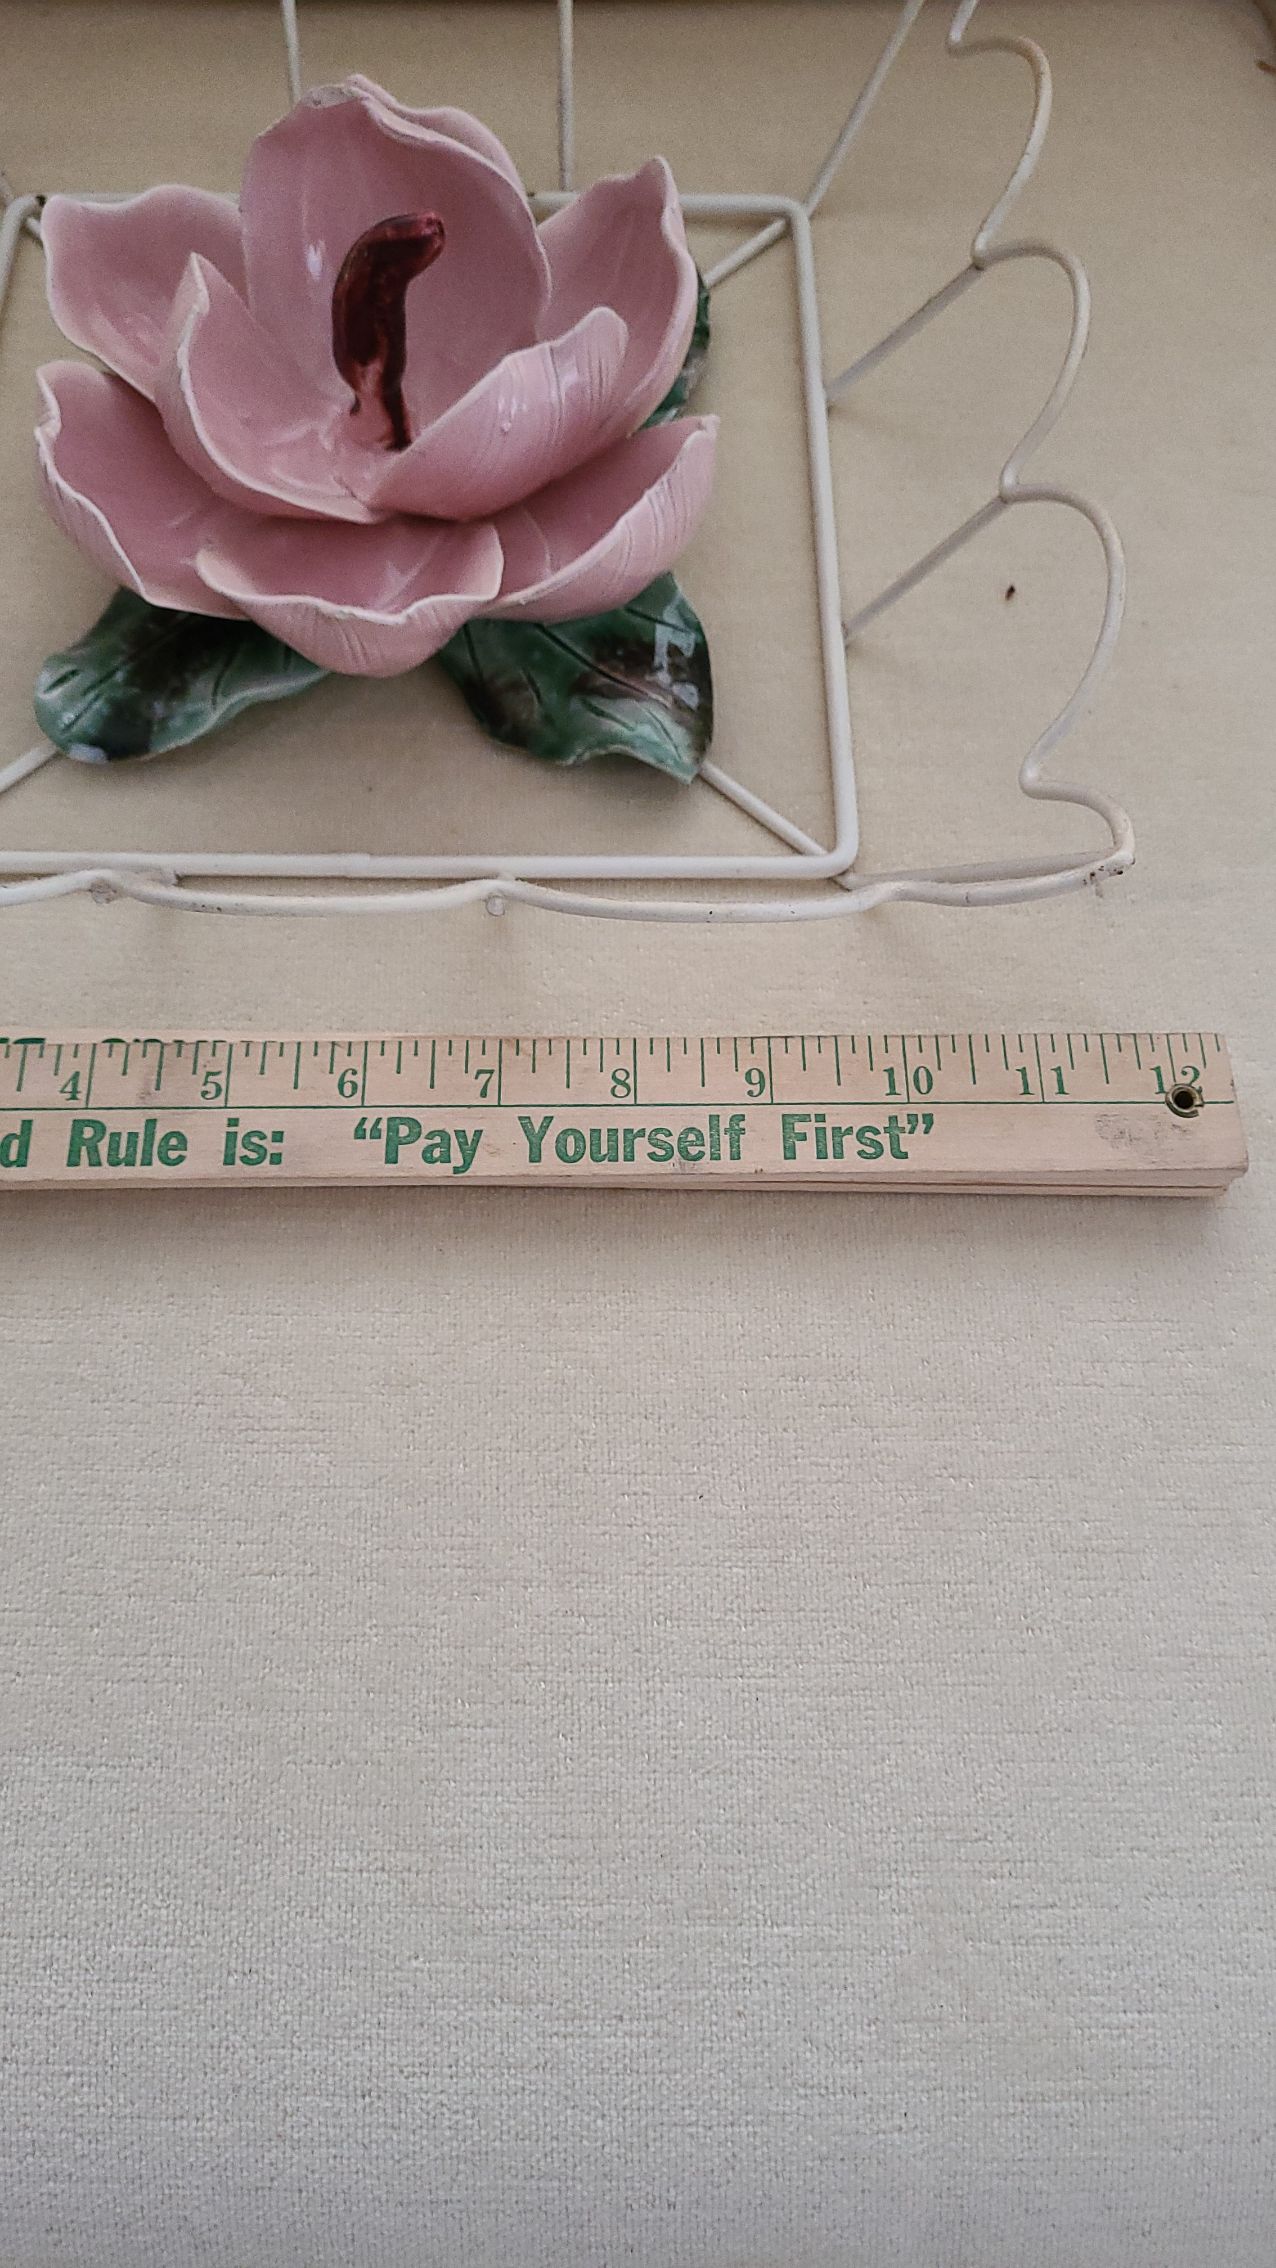 4 5 6 7 8 9 10 11 12
d Rule is: “Pay Yourself First”